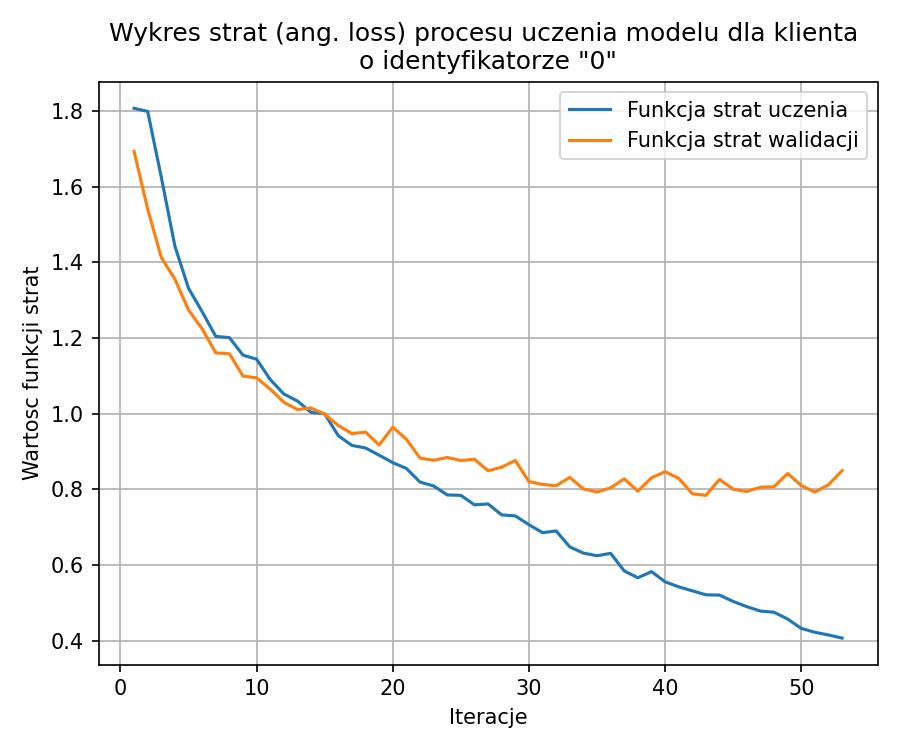 Wykres strat (ang. loss) procesu uczenia modelu dla klienta
o identyfikatorze "0"
Funkcja strat uczenia
Funkcja strat walidacji
Wartosc funkcji strat
1.8
1.6
1.4
1.2
1.0
0.8
0.6
0.4
0
10
20
30
40
50
Iteracje